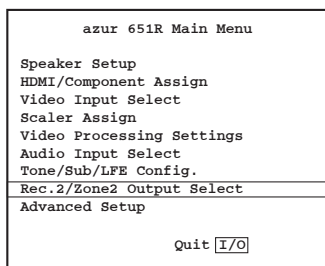 azur 651R Main Menu
Speaker Setup
HDMI/Component Assign
Video Input Select
Scaler Assign
Video Processing Settings
Audio Input Select
Tone/Sub/LFE Config.
Rec.2/Zone2 Output Select
Advanced Setup
Quit I/O